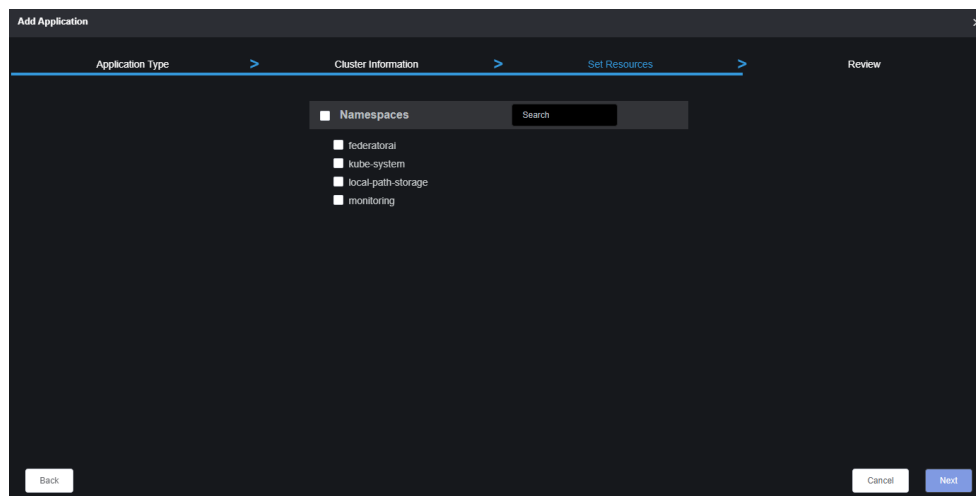 Add Application
Application Type > Cluster Information > Set Resources > Review
Namespaces Search
federatorai
kube-system
local-path-storage
monitoring
Back Cancel Next